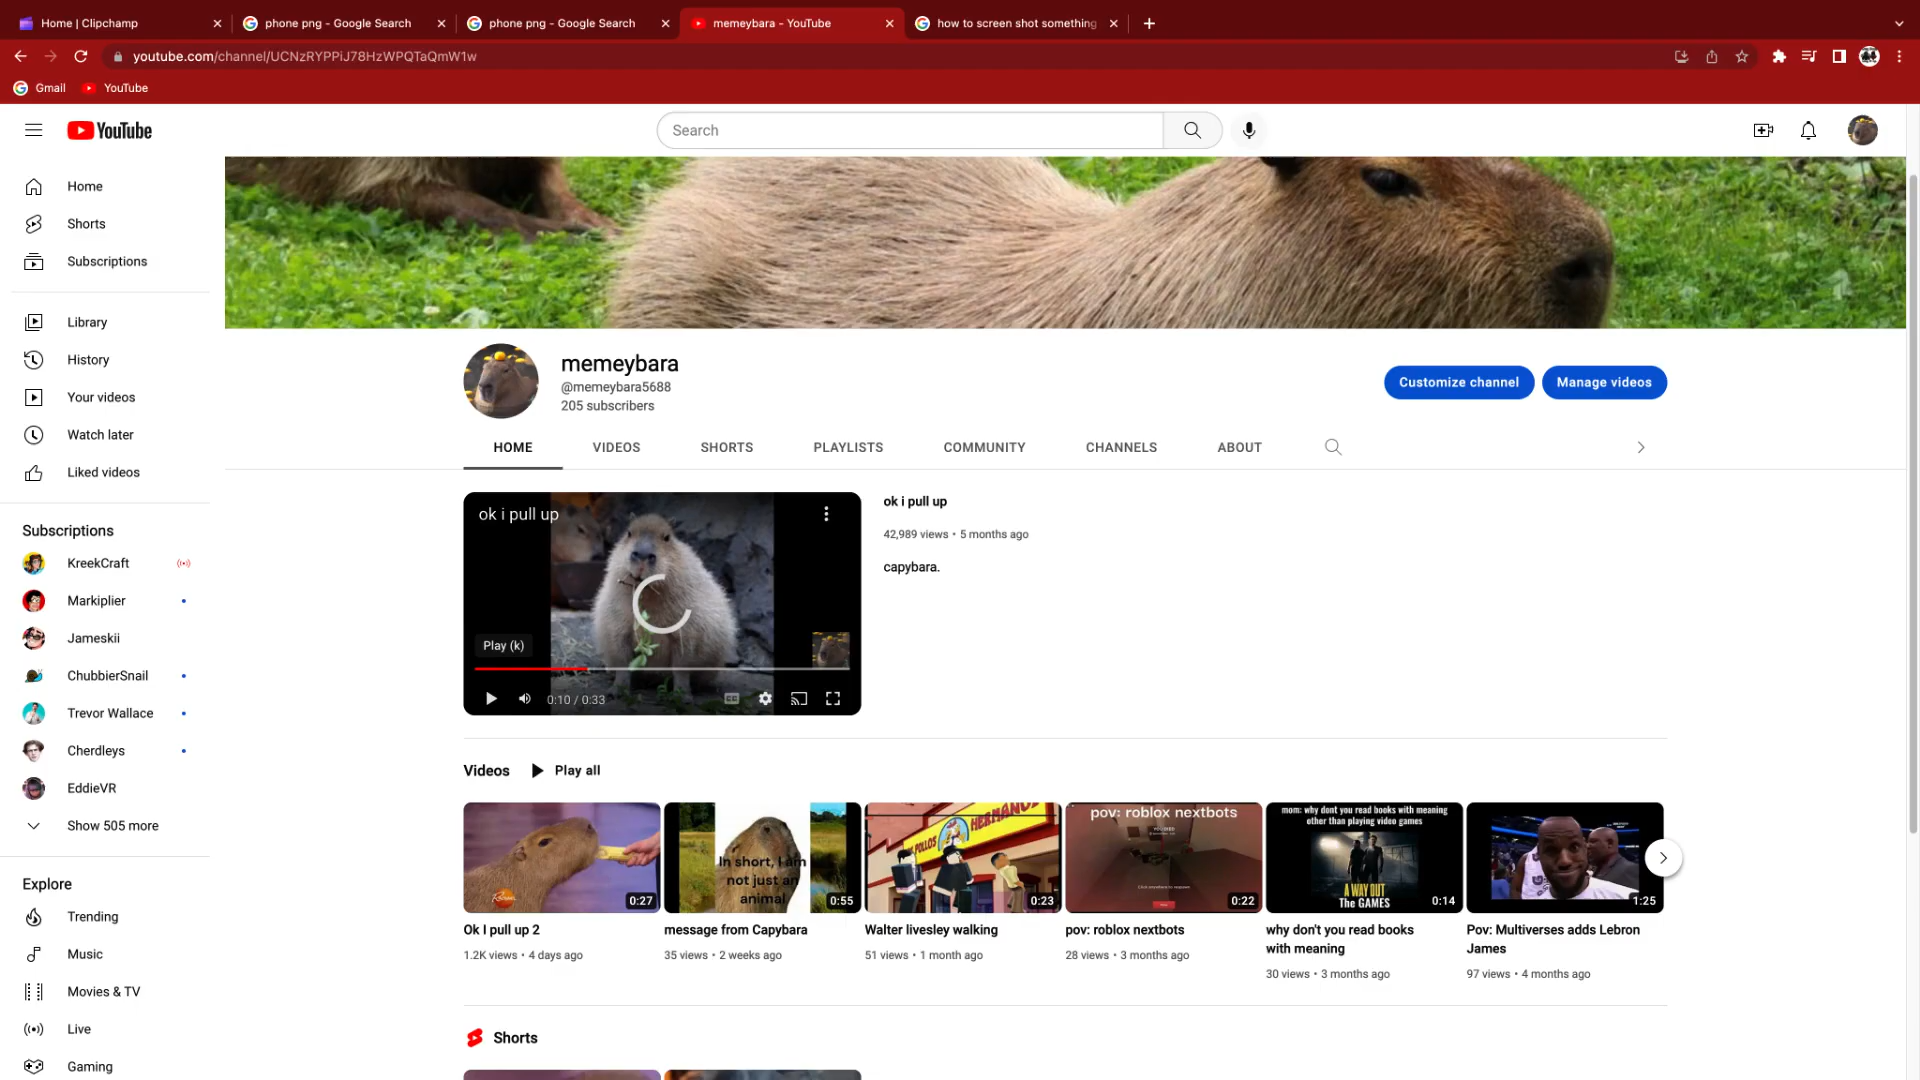 Home | Clipchamp
phone png - Google Search
phone png - Google Search
memeybara - YouTube
how to screen shot something
youtube.com/channel/UCNzRYPPiJ78HzWPQTaQmW1w
Gmail
YouTube
YouTube
Search
Home
Shorts
Subscriptions
Library
History
Your videos
Watch later
Liked videos
Subscriptions
KreekCraft
Markiplier
Jameskii
ChubbierSnail
Trevor Wallace
Cherdleys
EddieVR
Show 505 more
Explore
Trending
Music
Movies & TV
Live
Gaming
memeybara
@memeybara5688
205 subscribers
Customize channel
Manage videos
HOME
VIDEOS
SHORTS
PLAYLISTS
COMMUNITY
CHANNELS
ABOUT
ok i pull up
Play (k)
0:10 / 0:33
ok i pull up
42,989 views • 5 months ago
capybara.
Videos
Play all
0:27
Ok I pull up 2
1.2K views • 4 days ago
In short, I am
not just an
animal
0:55
message from Capybara
35 views • 2 weeks ago
POLLOS HERMANOS
0:23
Walter livesley walking
51 views • 1 month ago
pov: roblox nextbots
0:22
pov: roblox nextbots
28 views • 3 months ago
mom: why dont you read books with meaning
other than playing video games
A WAY OUT
The GAMES
0:14
why don't you read books
with meaning
30 views • 3 months ago
1:25
Pov: Multiverses adds Lebron
James
97 views • 4 months ago
Shorts